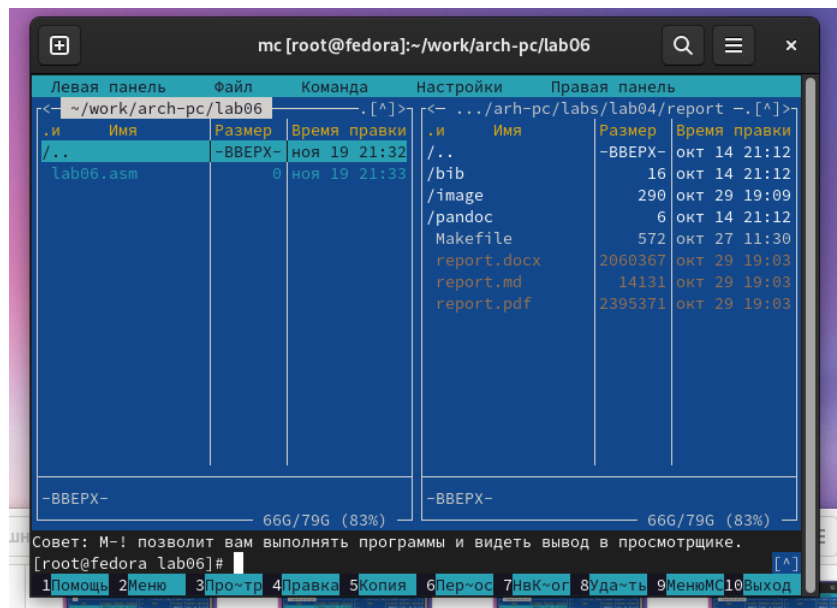 mc [root@fedora]:~/work/arch-pc/lab06
Левая панель Файл Команда Настройки Правая панель
<— ~/work/arch-pc/lab06 .[^]> <— .../arh-pc/labs/lab04/report —.[^]>
.и Имя Размер Время правки .и Имя Размер Время правки
/.. -ВВЕРХ- ноя 19 21:32 /.. -ВВЕРХ- окт 14 21:12
lab06.asm 0 ноя 19 21:33 /bib 16 окт 14 21:12
/image 290 окт 29 19:09
/pandoc 6 окт 14 21:12
Makefile 572 окт 27 11:30
report.docx 2060367 окт 29 19:03
report.md 14131 окт 29 19:03
report.pdf 2395371 окт 29 19:03
-ВВЕРХ- -ВВЕРХ-
66G/79G (83%) 66G/79G (83%)
Совет: M-! позволит вам выполнять программы и видеть вывод в просмотрщике.
[root@fedora lab06]# [^]
1Помощь 2Меню 3Про~тр 4Правка 5Копия 6Пер~ос 7НвК~ог 8Уда~ть 9МенюМС 10Выход